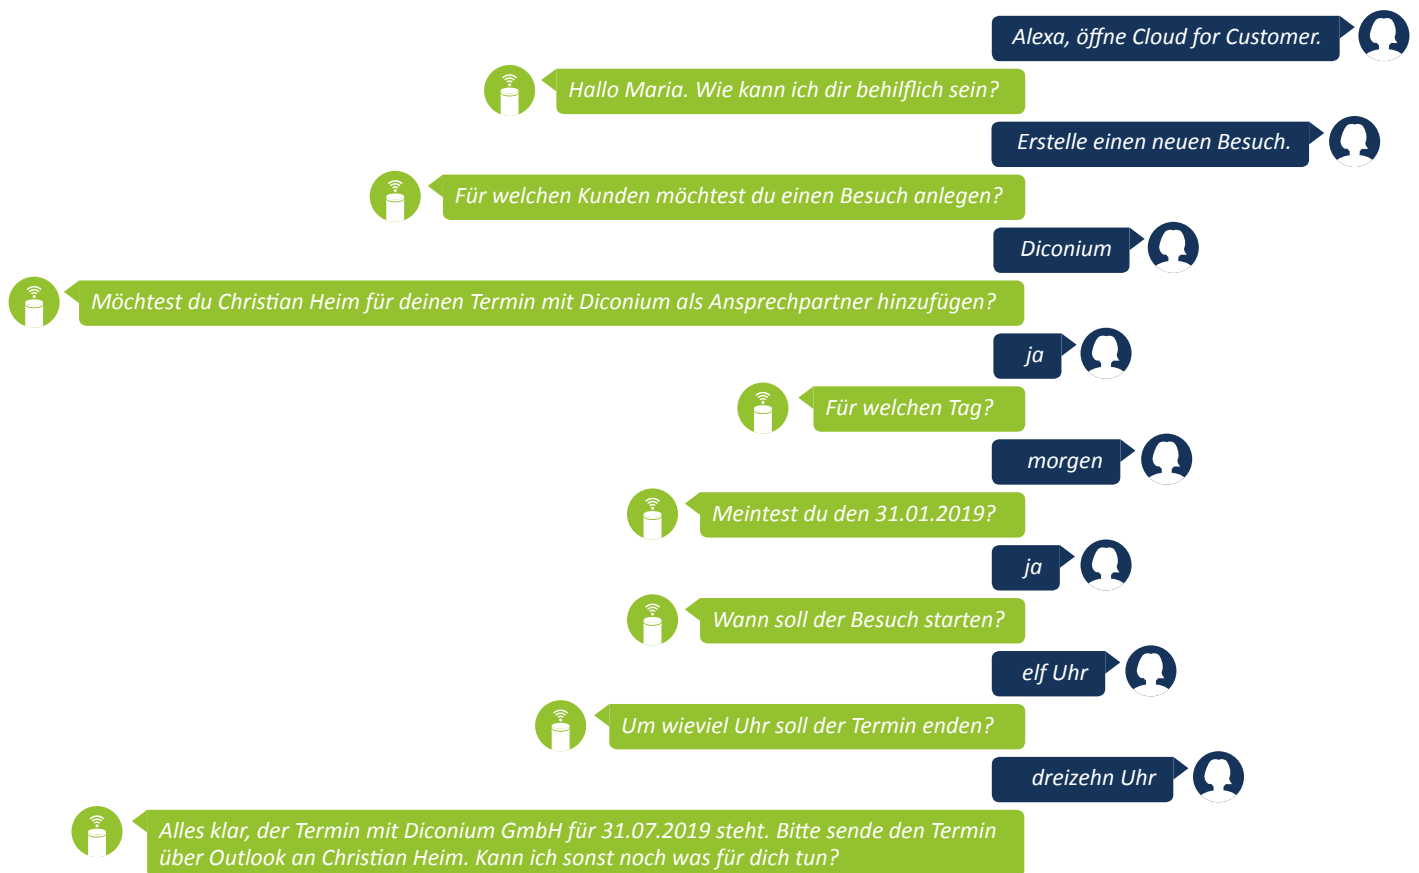 Alexa, öffne Cloud for Customer.
Hallo Maria. Wie kann ich dir behilflich sein?
Erstelle einen neuen Besuch.
Für welchen Kunden möchtest du einen Besuch anlegen?
Diconium
Möchtest du Christian Heim für deinen Termin mit Diconium als Ansprechpartner hinzufügen?
ja
Für welchen Tag?
morgen
Meintest du den 31.01.2019?
ja
Wann soll der Besuch starten?
elf Uhr
Um wieviel Uhr soll der Termin enden?
dreizehn Uhr
Alles klar, der Termin mit Diconium GmbH für 31.07.2019 steht. Bitte sende den Termin
über Outlook an Christian Heim. Kann ich sonst noch was für dich tun?